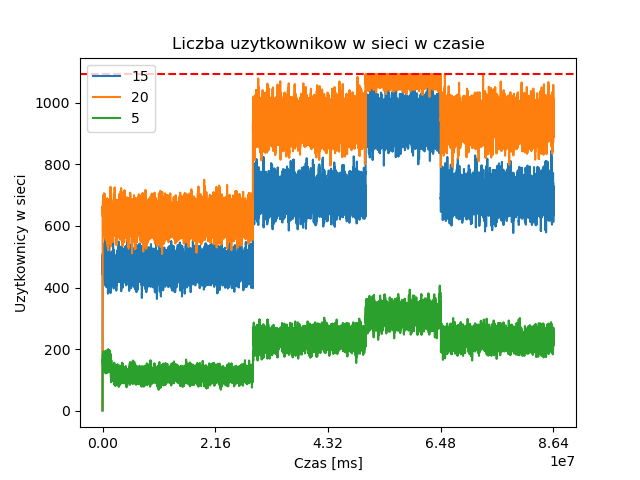 Liczba uzytkownikow w sieci w czasie
15
20
5
Uzytkownicy w sieci
1000
800
600
400
200
0
0.00 2.16 4.32 6.48 8.64
1e7
Czas [ms]